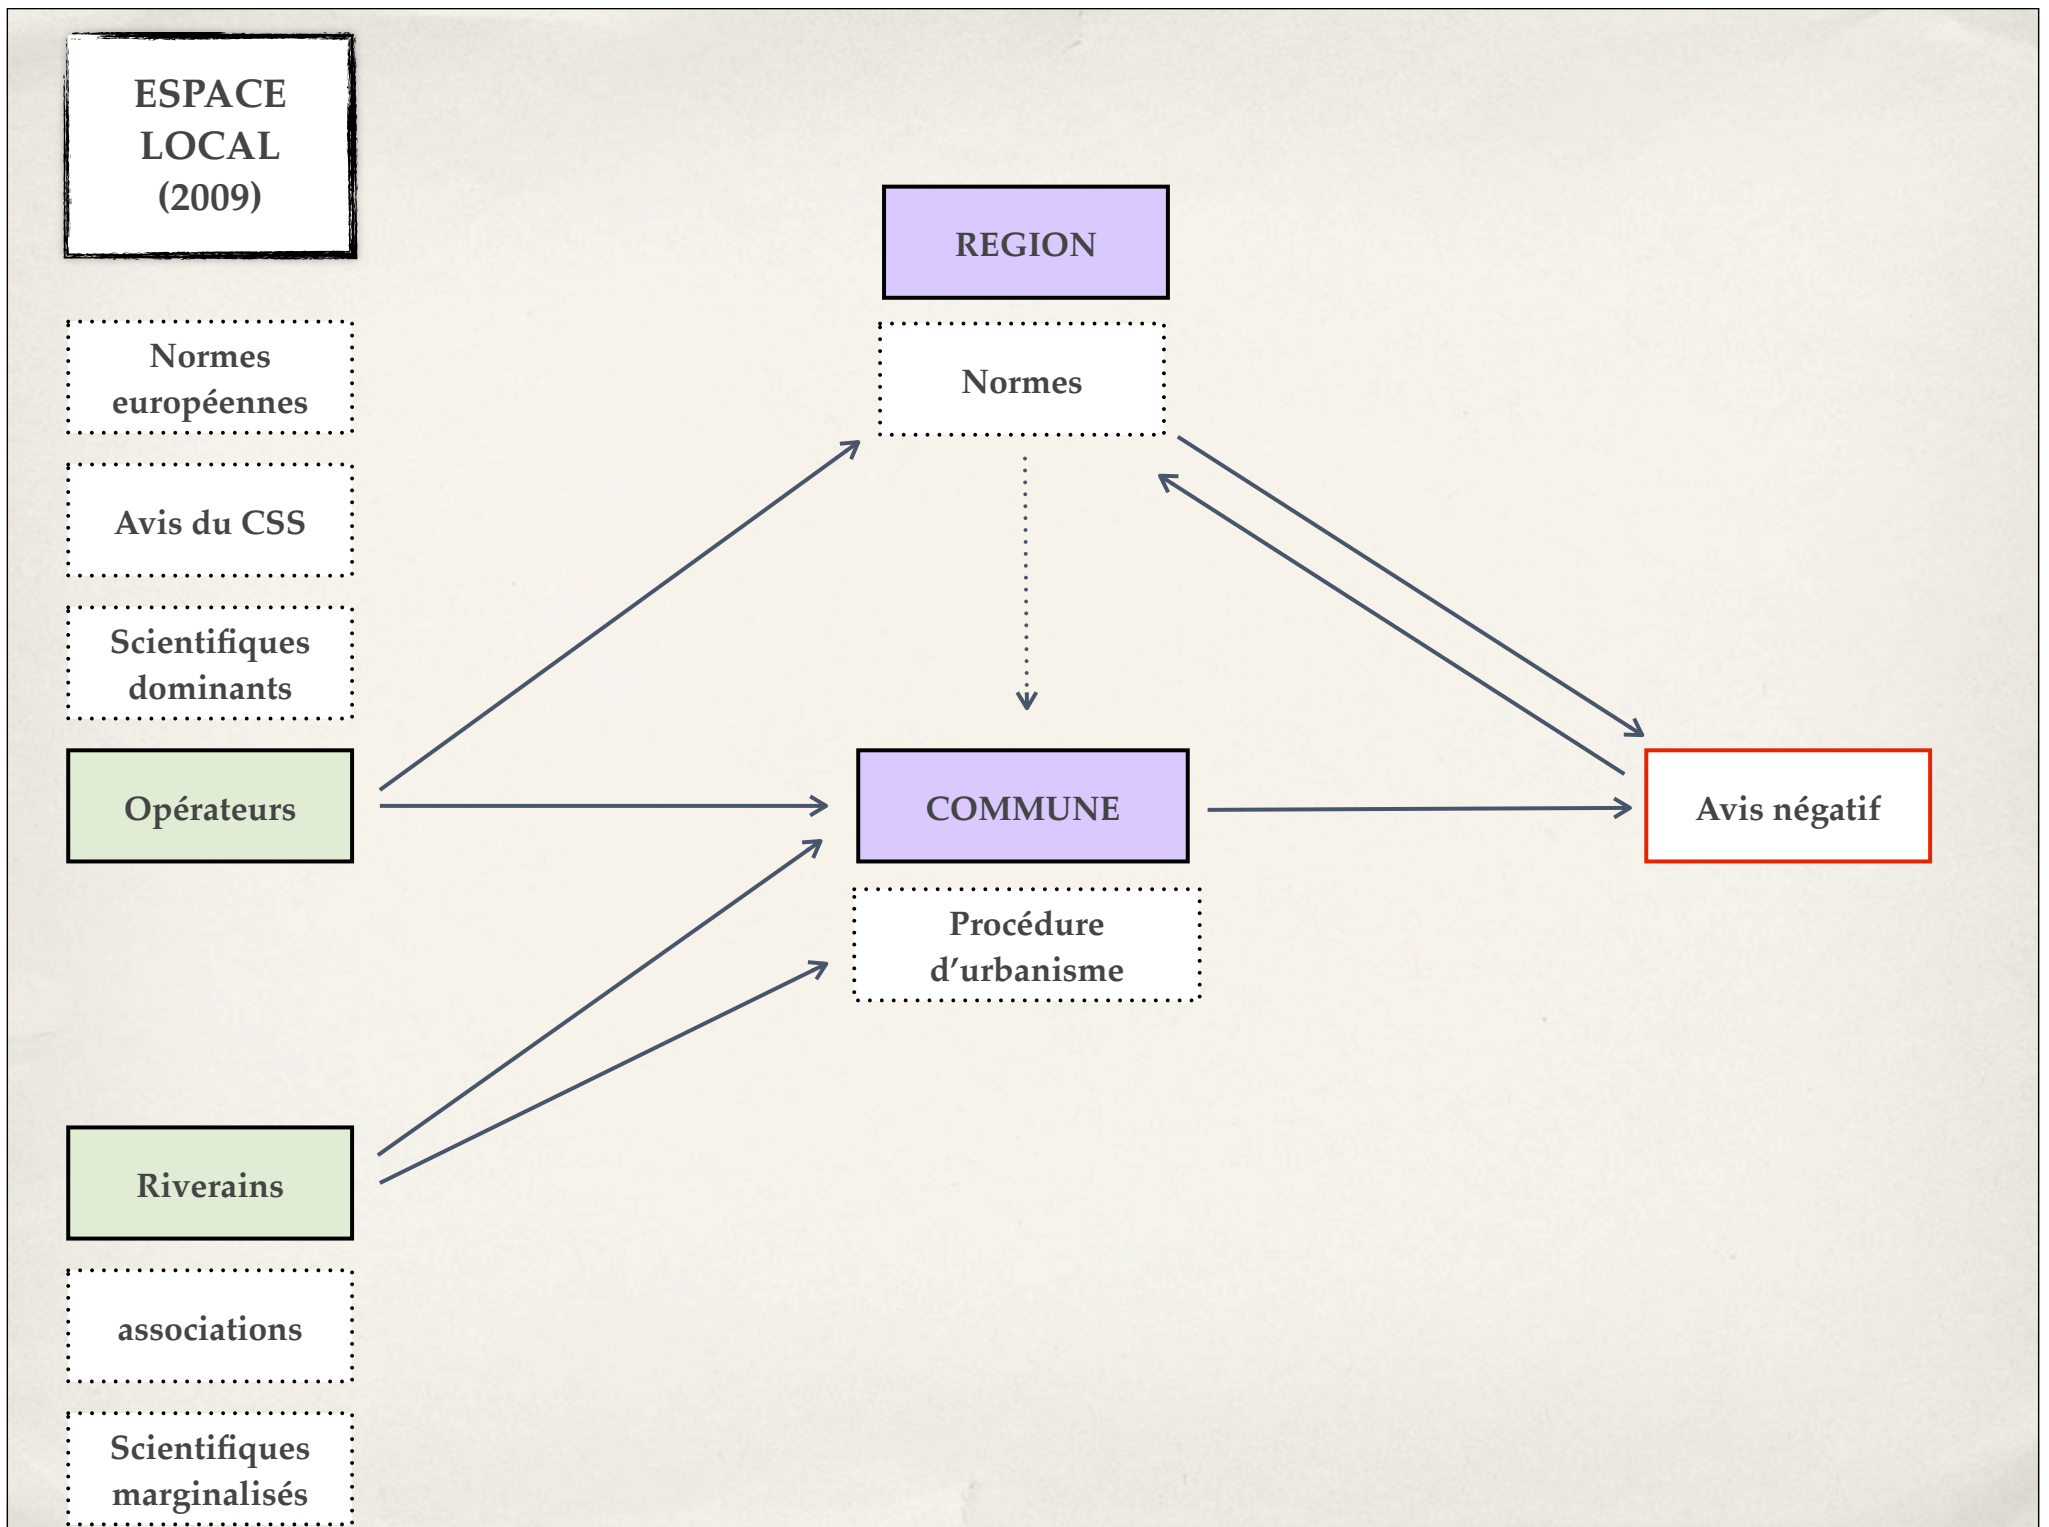 ESPACE
LOCAL
(2009)
REGION
Normes
européennes
Normes
Avis du CSS
Scientifiques
dominants
Opérateurs
COMMUNE
Avis négatif
Procédure
d’urbanisme
Riverains
associations
Scientifiques
marginalisés